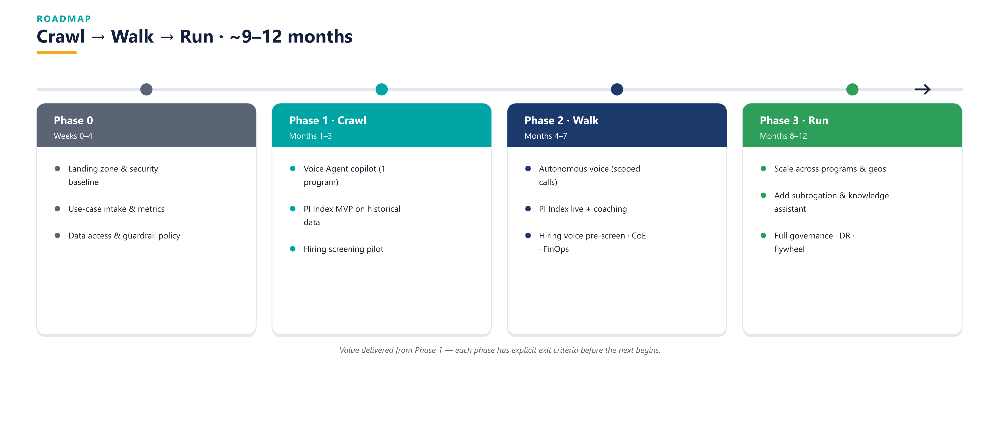 ROADMAP
Crawl → Walk → Run · ~9–12 months
→
Phase 0
Weeks 0–4
Landing zone & security
baseline
Use-case intake & metrics
Data access & guardrail policy
Phase 1 · Crawl
Months 1–3
Voice Agent copilot (1
program)
PI Index MVP on historical
data
Hiring screening pilot
Phase 2 · Walk
Months 4–7
Autonomous voice (scoped
calls)
PI Index live + coaching
Hiring voice pre-screen · CoE
· FinOps
Phase 3 · Run
Months 8–12
Scale across programs & geos
Add subrogation & knowledge
assistant
Full governance · DR ·
flywheel
Value delivered from Phase 1 — each phase has explicit exit criteria before the next begins.